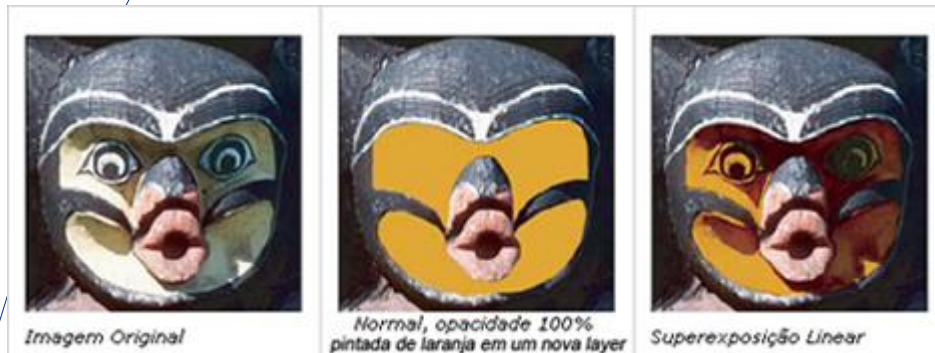 Imagem Original
Normal, opacidade 100%
pintada de laranja em um nova layer
Superexposição Linear